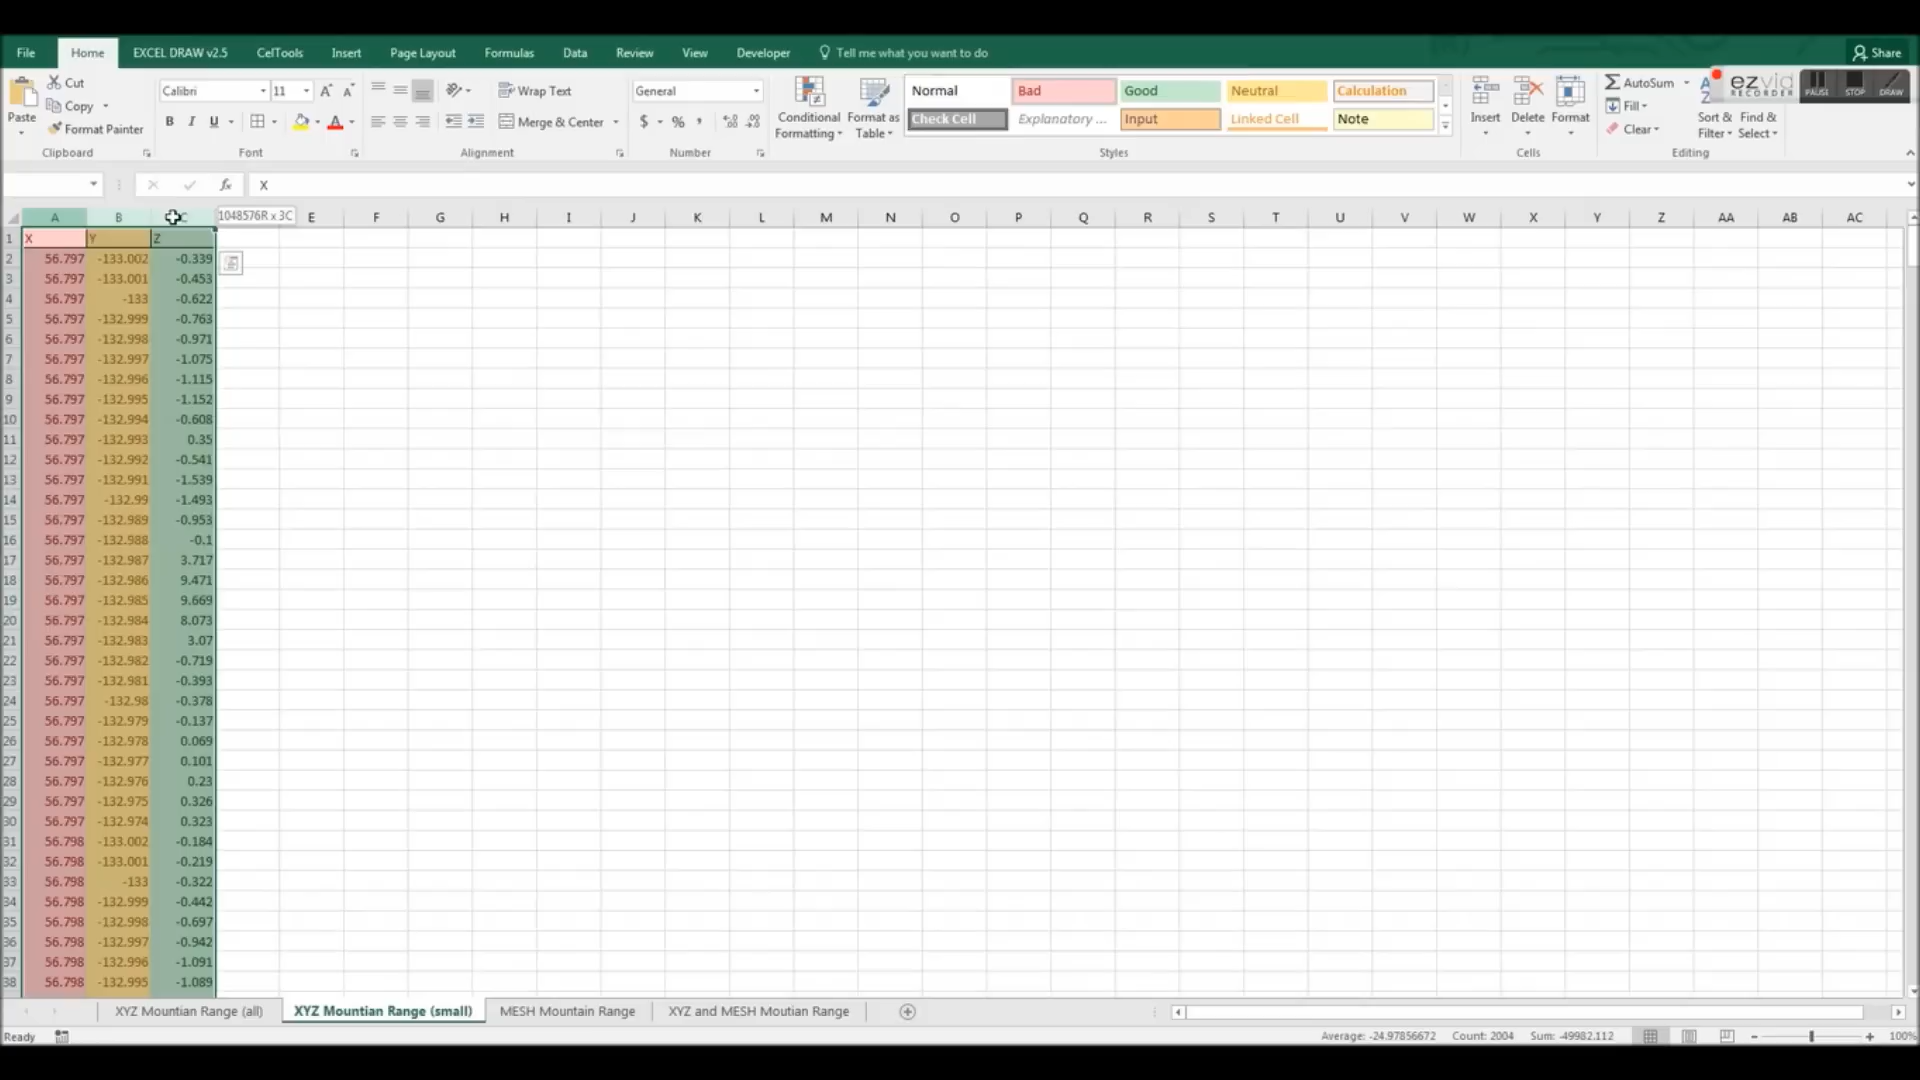 File Home EXCEL DRAW v2.5 CelTools Insert Page Layout Formulas Data Review View Developer Tell me what you want to do Share
Cut
Copy
Format Painter
Paste
Clipboard
Calibri 11 A A
B I U A
Font
Wrap Text
Merge & Center
Alignment
General
$ %
Number
Conditional Formatting
Format as Table
Normal Bad Good Neutral Calculation
Check Cell Explanatory ... Input Linked Cell Note
Styles
Insert Delete Format
Cells
AutoSum
Fill
Clear
Sort & Filter
Find & Select
Editing
ezvid
RECORDER
PAUSE STOP DRAW
fx X
A B C 1048576R x 3C E F G H I J K L M N O P Q R S T U V W X Y Z AA AB AC
1 X Y Z
2 56.797 -133.002 -0.339
3 56.797 -133.001 -0.453
4 56.797 -133 -0.622
5 56.797 -132.999 -0.763
6 56.797 -132.998 -0.971
7 56.797 -132.997 -1.075
8 56.797 -132.996 -1.115
9 56.797 -132.995 -1.152
10 56.797 -132.994 -0.608
11 56.797 -132.993 0.35
12 56.797 -132.992 -0.541
13 56.797 -132.991 -1.539
14 56.797 -132.99 -1.493
15 56.797 -132.989 -0.953
16 56.797 -132.988 -0.1
17 56.797 -132.987 3.717
18 56.797 -132.986 9.471
19 56.797 -132.985 9.669
20 56.797 -132.984 8.073
21 56.797 -132.983 3.07
22 56.797 -132.982 -0.719
23 56.797 -132.981 -0.393
24 56.797 -132.98 -0.378
25 56.797 -132.979 -0.137
26 56.797 -132.978 0.069
27 56.797 -132.977 0.101
28 56.797 -132.976 0.23
29 56.797 -132.975 0.326
30 56.797 -132.974 0.323
31 56.798 -133.002 -0.184
32 56.798 -133.001 -0.219
33 56.798 -133 -0.322
34 56.798 -132.999 -0.442
35 56.798 -132.998 -0.697
36 56.798 -132.997 -0.942
37 56.798 -132.996 -1.091
38 56.798 -132.995 -1.089
XYZ Mountian Range (all) XYZ Mountian Range (small) MESH Mountain Range XYZ and MESH Moutian Range
Ready Average: -24.97856672 Count: 2004 Sum: -49982.112 100%